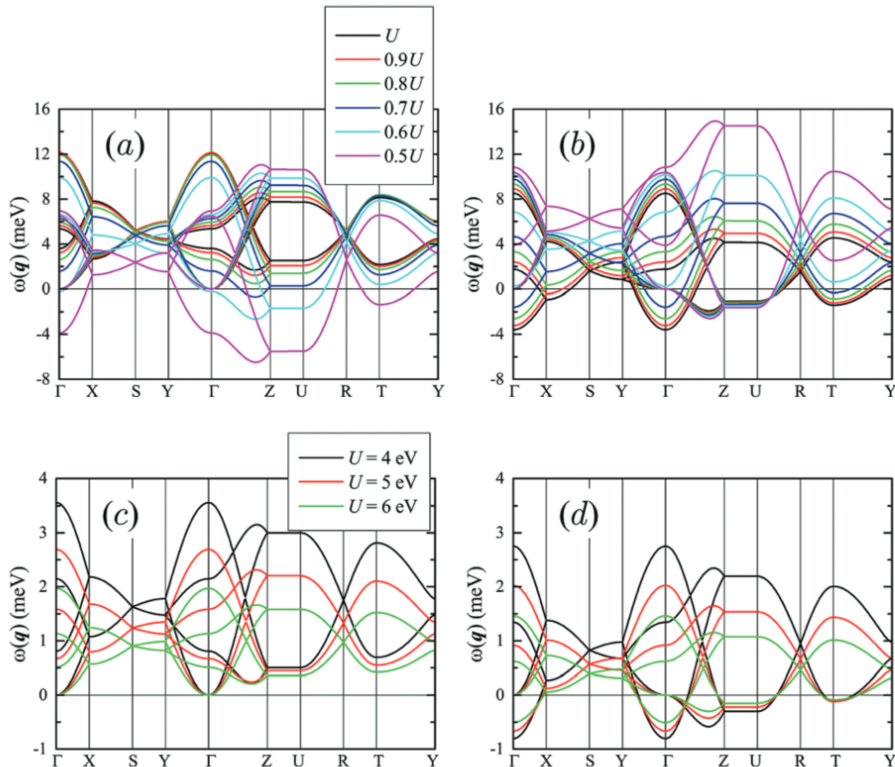 U
0.9U
0.8U
0.7U
0.6U
0.5U
(a)
ω(q) (meV)
16
12
8
4
0
-4
-8
Γ X S Y Γ Z U R T Y
(b)
ω(q) (meV)
16
12
8
4
0
-4
-8
Γ X S Y Γ Z U R T Y
U = 4 eV
U = 5 eV
U = 6 eV
(c)
ω(q) (meV)
4
3
2
1
0
-1
Γ X S Y Γ Z U R T Y
(d)
ω(q) (meV)
4
3
2
1
0
-1
Γ X S Y Γ Z U R T Y